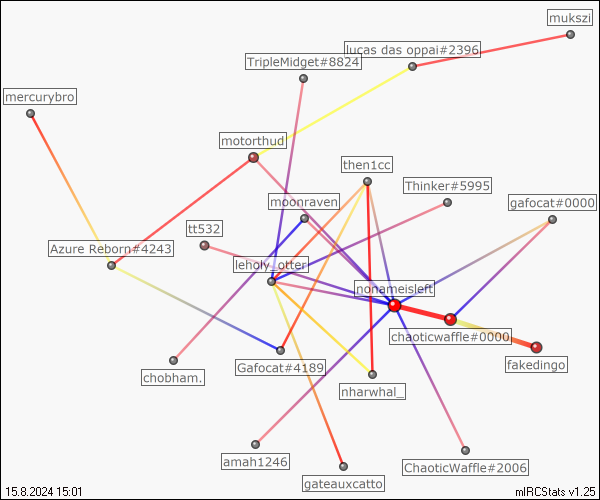 mukszi
lucas das oppai#2396
TripleMidget#8824
mercurybro
motorthud
then1cc
Thinker#5995
moonraven
gafocat#0000
tt532
Azure Reborn#4243
leholy_otter
nonameisleft
chaoticwaffle#0000
fakedingo
Gafocat#4189
chobham.
nharwhal_
amah1246
ChaoticWaffle#2006
gateauxcatto
15.8.2024 15:01
mIRCStats v1.25